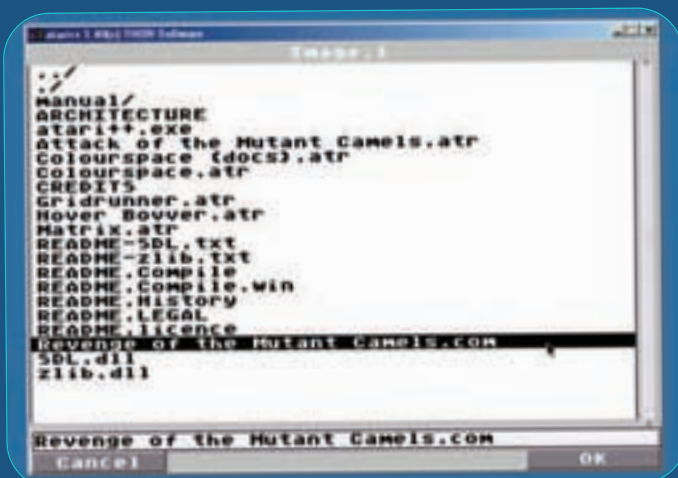 Image.1
../
./
manual/
ARCHITECTURE
atari++.exe
Attack of the Mutant Camels.atr
Colourspace (docs).atr
Colourspace.atr
CREDITS
Gridrunner.atr
Hover Bovver.atr
Matrix.atr
README-SDL.txt
README-zlib.txt
README.Compile
README.Compile.win
README.History
README.LEGAL
README.licence
Revenge of the Mutant Camels.com
SDL.dll
zlib.dll
Revenge of the Mutant Camels.com
Cancel
OK